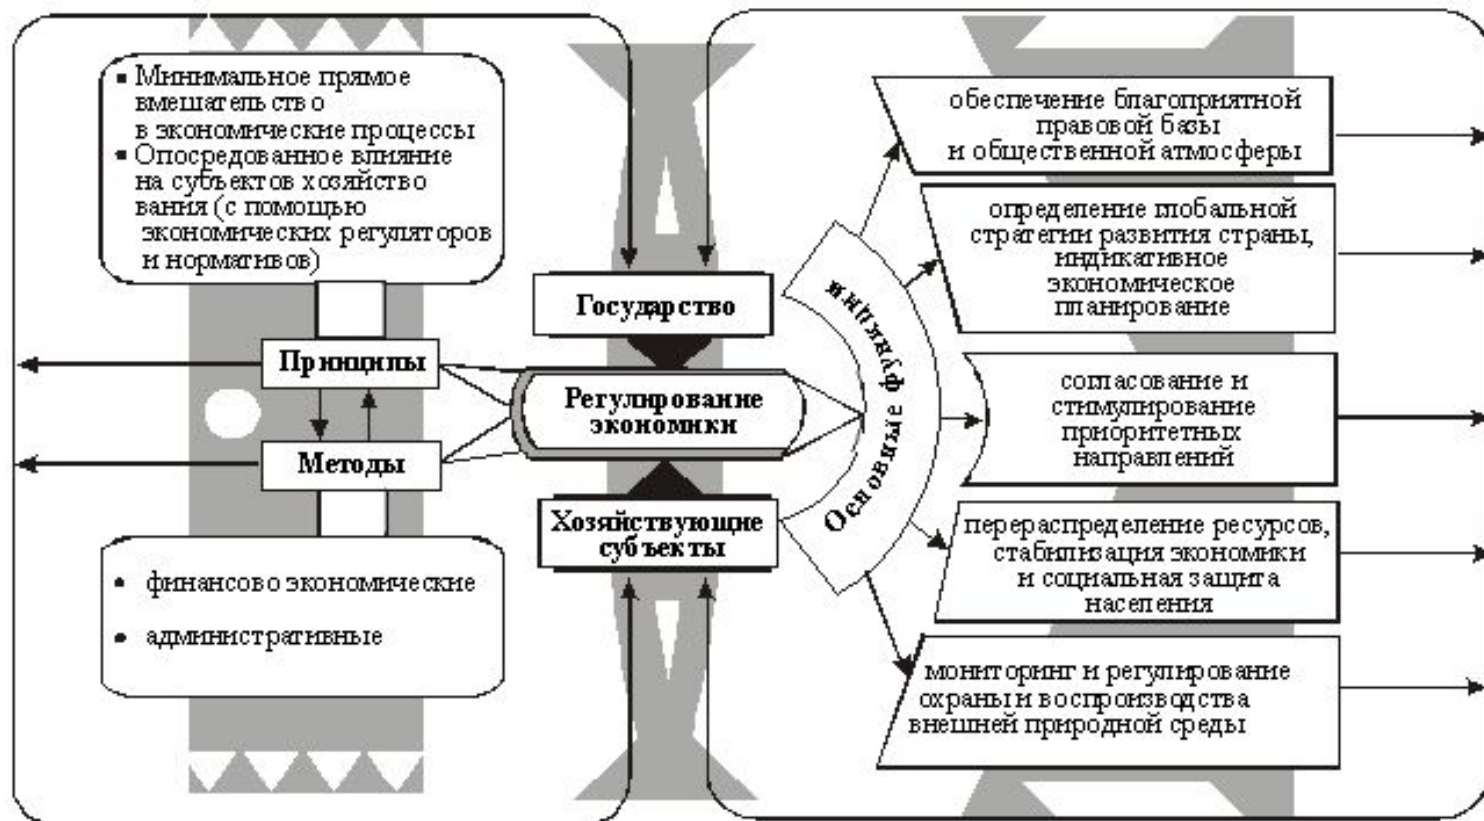 ▪ Минимальное прямое
вмешательство
в экономические процессы
▪ Опосредованное влияние
на субъектов хозяйство
вания (с помощью
экономических регуляторов
и нормативов)
Принципы
Методы
• финансово экономические
• административные
Государство
Регулирование
экономики
Хозяйствующие
субъекты
Основные функции
обеспечение благоприятной
правовой базы
и общественной атмосферы
определение глобальной
стратегии развития страны,
индикативное
экономическое
планирование
согласование и
стимулирование
приоритетных
направлений
перераспределение ресурсов,
стабилизация экономики
и социальная защита
населения
мониторинг и регулирование
охраны и воспроизводства
внешней природной среды